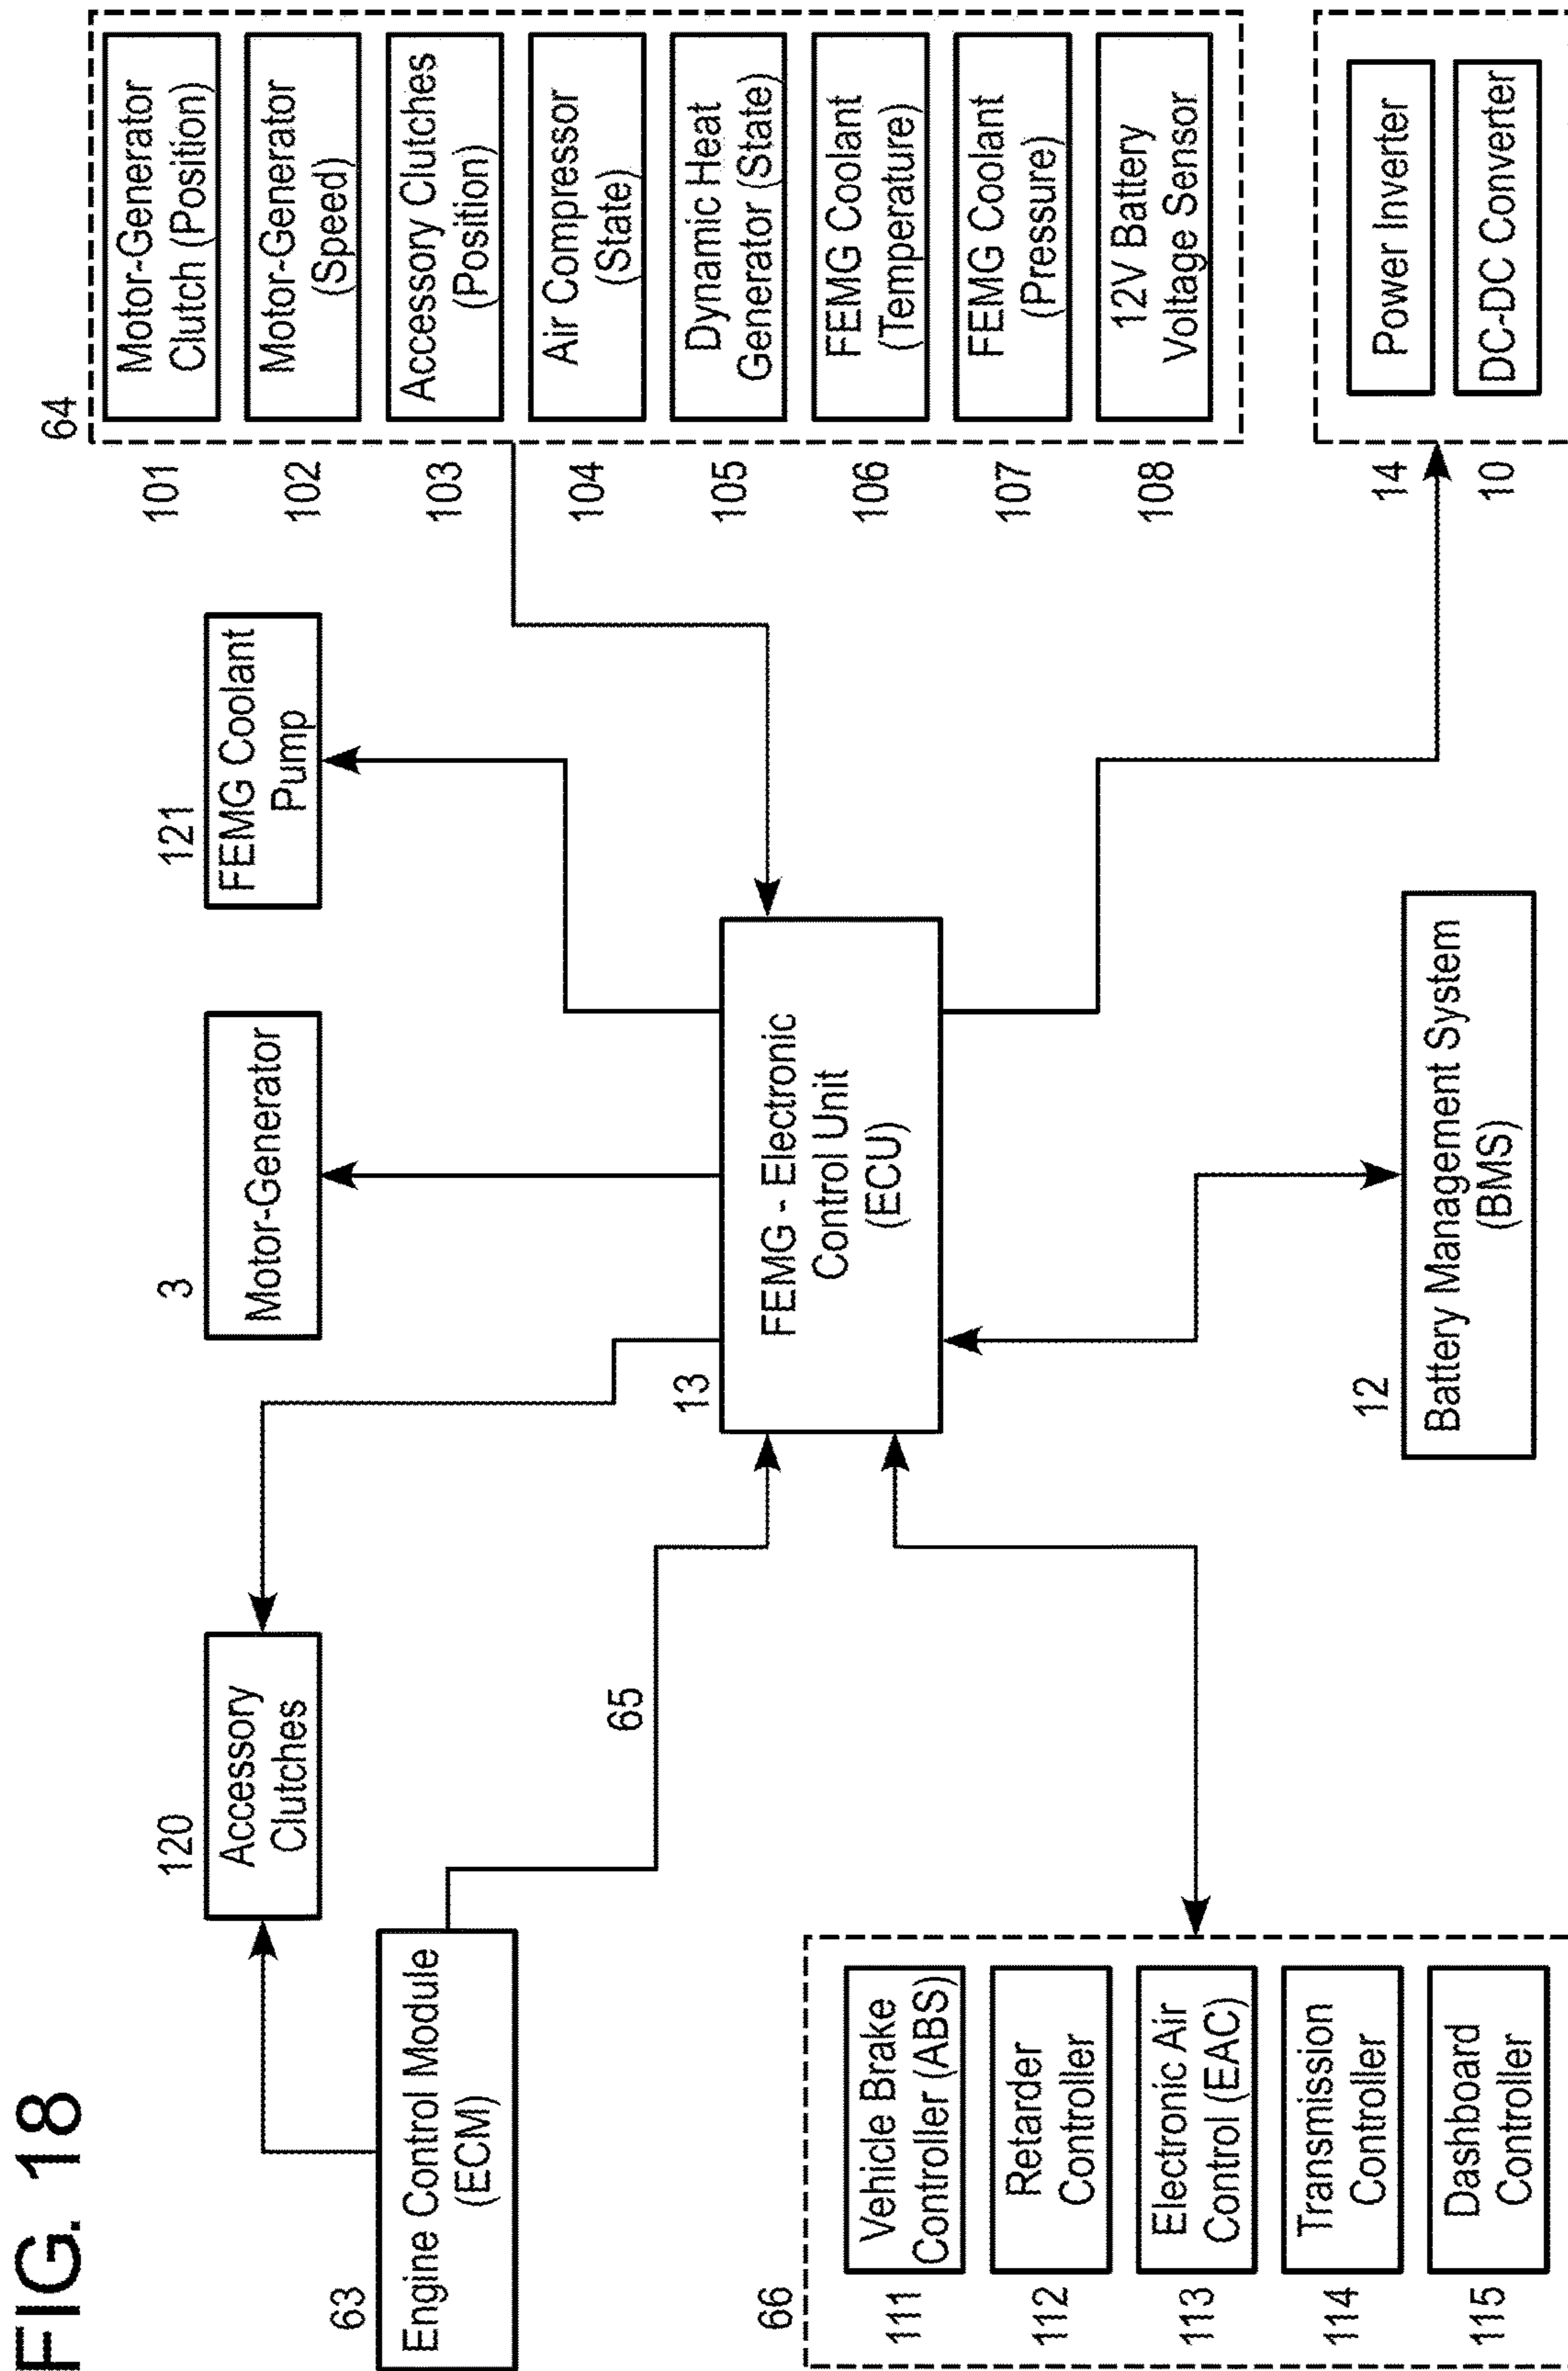 FIG. 18
63
Engine Control Module
(ECM)
120
Accessory
Clutches
65
3
Motor-Generator
121
FEMG Coolant
Pump
13
FEMG - Electronic
Control Unit
(ECU)
64
101
Motor-Generator
Clutch (Position)
102
Motor-Generator
(Speed)
103
Accessory Clutches
(Position)
104
Air Compressor
(State)
105
Dynamic Heat
Generator (State)
106
FEMG Coolant
(Temperature)
107
FEMG Coolant
(Pressure)
108
12V Battery
Voltage Sensor
66
111
Vehicle Brake
Controller (ABS)
112
Retarder
Controller
113
Electronic Air
Control (EAC)
114
Transmission
Controller
115
Dashboard
Controller
12
Battery Management System
(BMS)
14
Power Inverter
10
DC-DC Converter